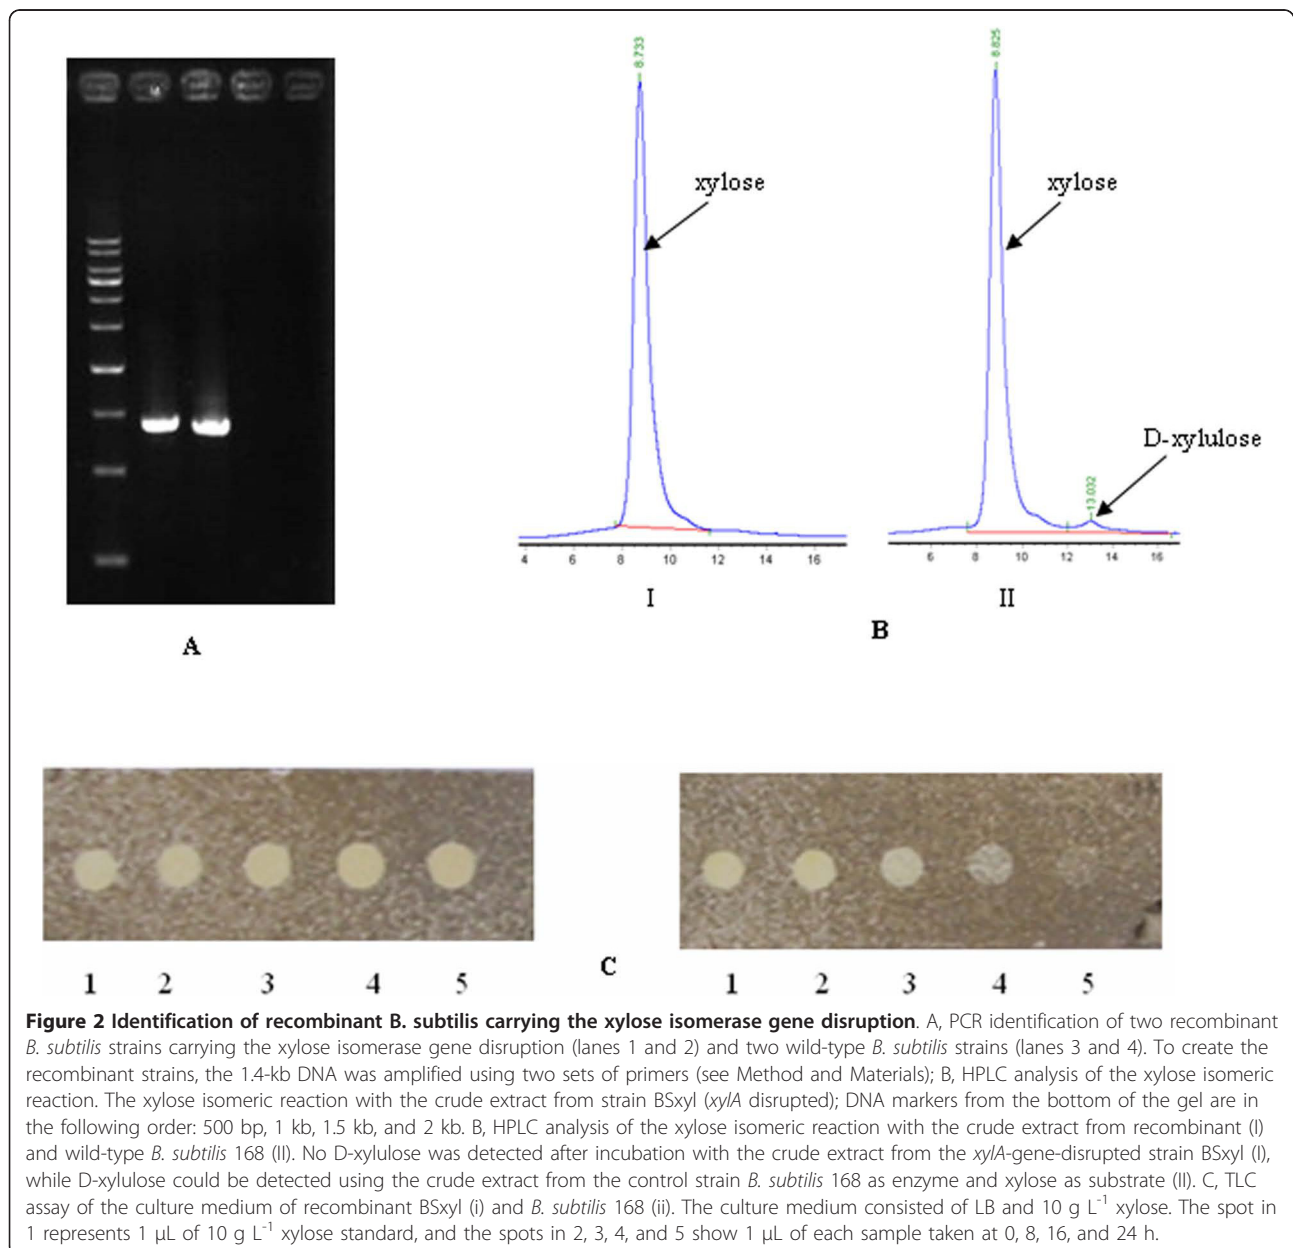 M
8.733
xylose
4 6 8 10 12 14 16
I
8.825
xylose
D-xylulose
13.032
6 8 10 12 14 16
II
A
B
1 2 3 4 5
C
1 2 3 4 5
Figure 2 Identification of recombinant B. subtilis carrying the xylose isomerase gene disruption. A, PCR identification of two recombinant
B. subtilis strains carrying the xylose isomerase gene disruption (lanes 1 and 2) and two wild-type B. subtilis strains (lanes 3 and 4). To create the
recombinant strains, the 1.4-kb DNA was amplified using two sets of primers (see Method and Materials); B, HPLC analysis of the xylose isomeric
reaction. The xylose isomeric reaction with the crude extract from strain BSxyl (xylA disrupted); DNA markers from the bottom of the gel are in
the following order: 500 bp, 1 kb, 1.5 kb, and 2 kb. B, HPLC analysis of the xylose isomeric reaction with the crude extract from recombinant (I)
and wild-type B. subtilis 168 (II). No D-xylulose was detected after incubation with the crude extract from the xylA-gene-disrupted strain BSxyl (I),
while D-xylulose could be detected using the crude extract from the control strain B. subtilis 168 as enzyme and xylose as substrate (II). C, TLC
assay of the culture medium of recombinant BSxyl (i) and B. subtilis 168 (ii). The culture medium consisted of LB and 10 g L⁻¹ xylose. The spot in
1 represents 1 μL of 10 g L⁻¹ xylose standard, and the spots in 2, 3, 4, and 5 show 1 μL of each sample taken at 0, 8, 16, and 24 h.